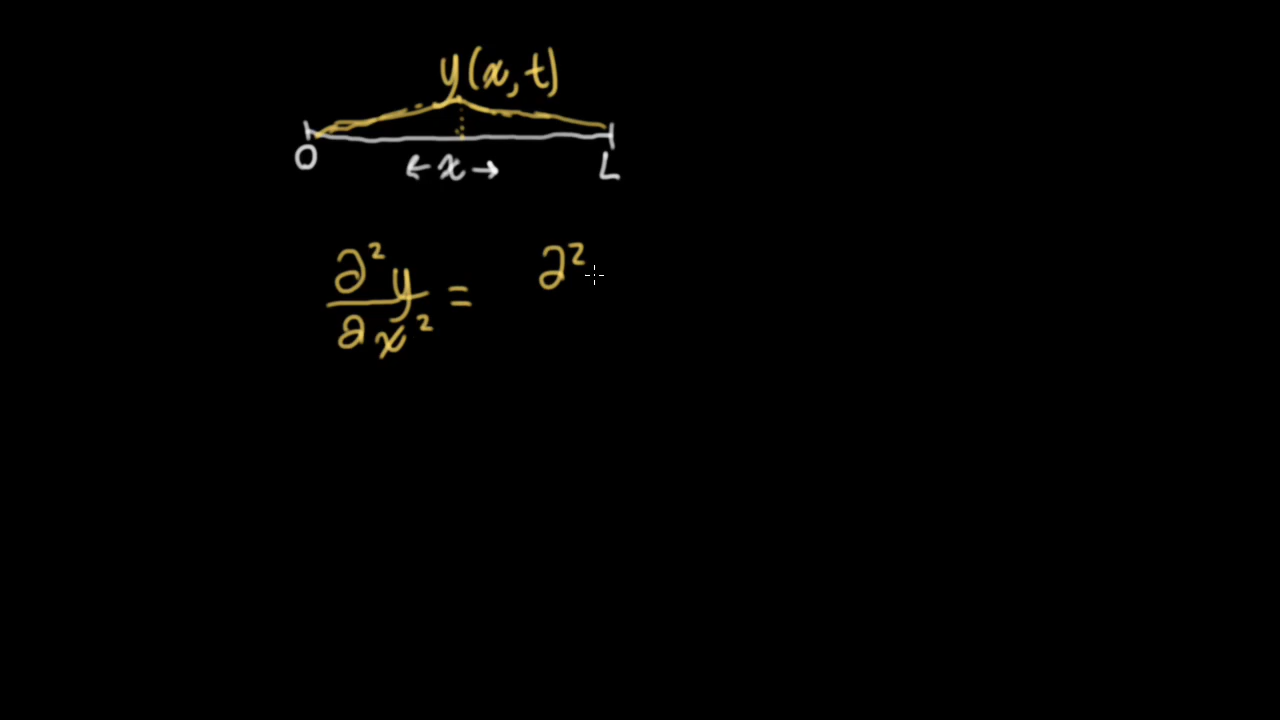 y(x, t)
0 ← x → L
∂²y/∂x² = ∂²